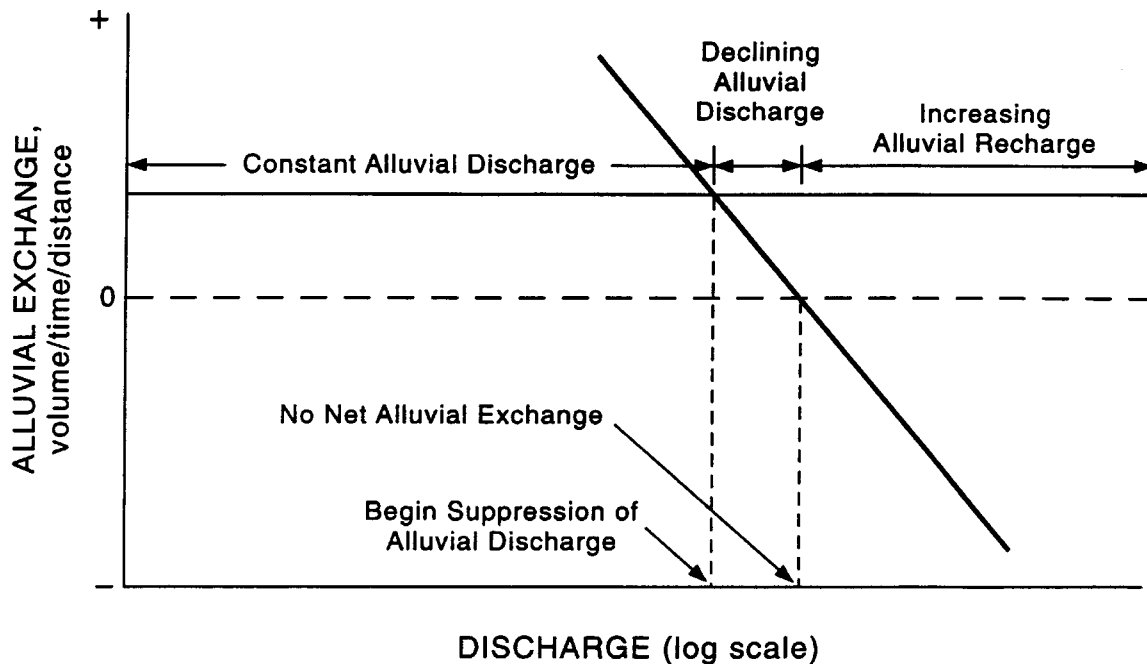 +
Declining
Alluvial
Discharge
Increasing
Alluvial Recharge
Constant Alluvial Discharge
ALLUVIAL EXCHANGE,
volume/time/distance
0
No Net Alluvial Exchange
Begin Suppression of
Alluvial Discharge
–
DISCHARGE (log scale)